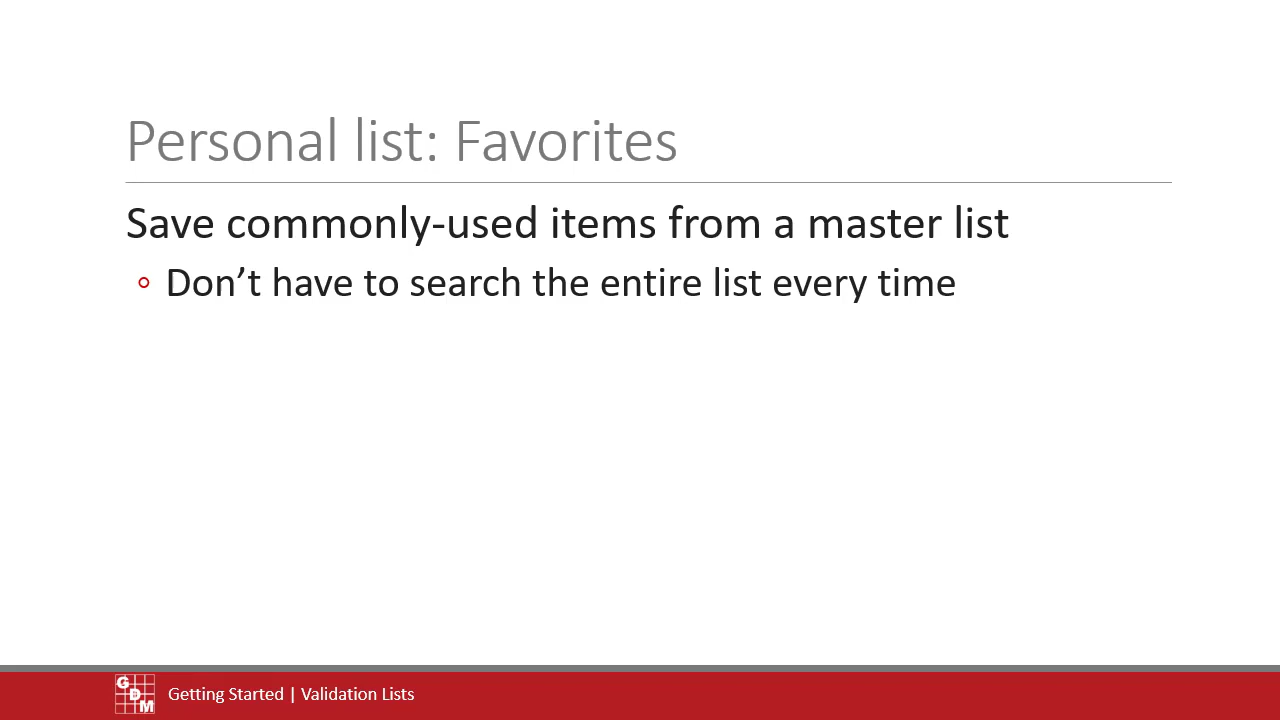 Personal list: Favorites
Save commonly-used items from a master list
Don’t have to search the entire list every time
GDM
Getting Started | Validation Lists